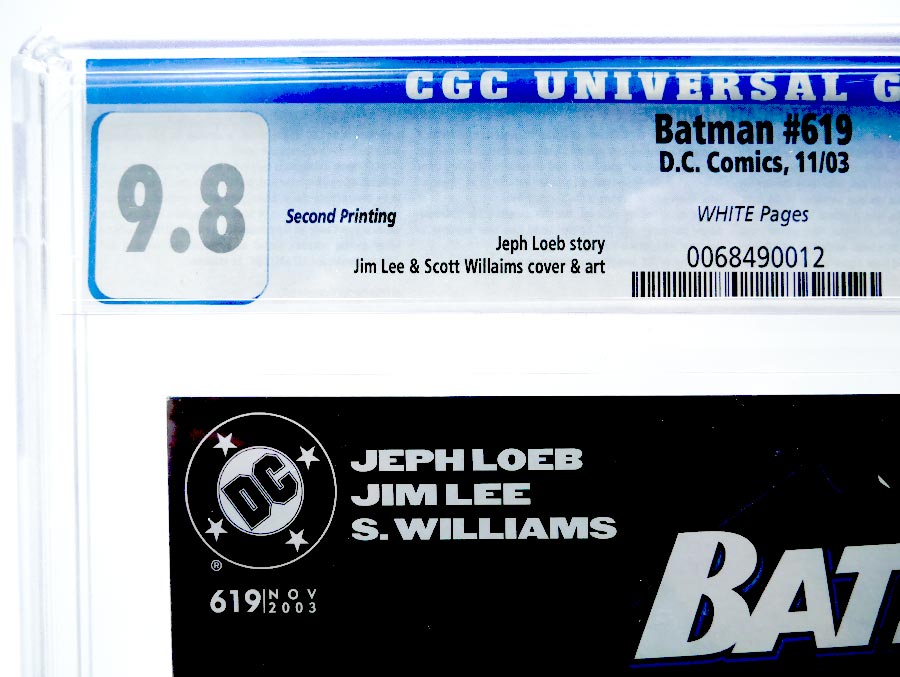 CGC UNIVERSAL G
Batman #619
D.C. Comics, 11/03
9.8
Second Printing
WHITE Pages
Jeph Loeb story
Jim Lee & Scott Willaims cover & art
0068490012
DC
®
JEPH LOEB
JIM LEE
S. WILLIAMS
619 NOV
2003
BAT